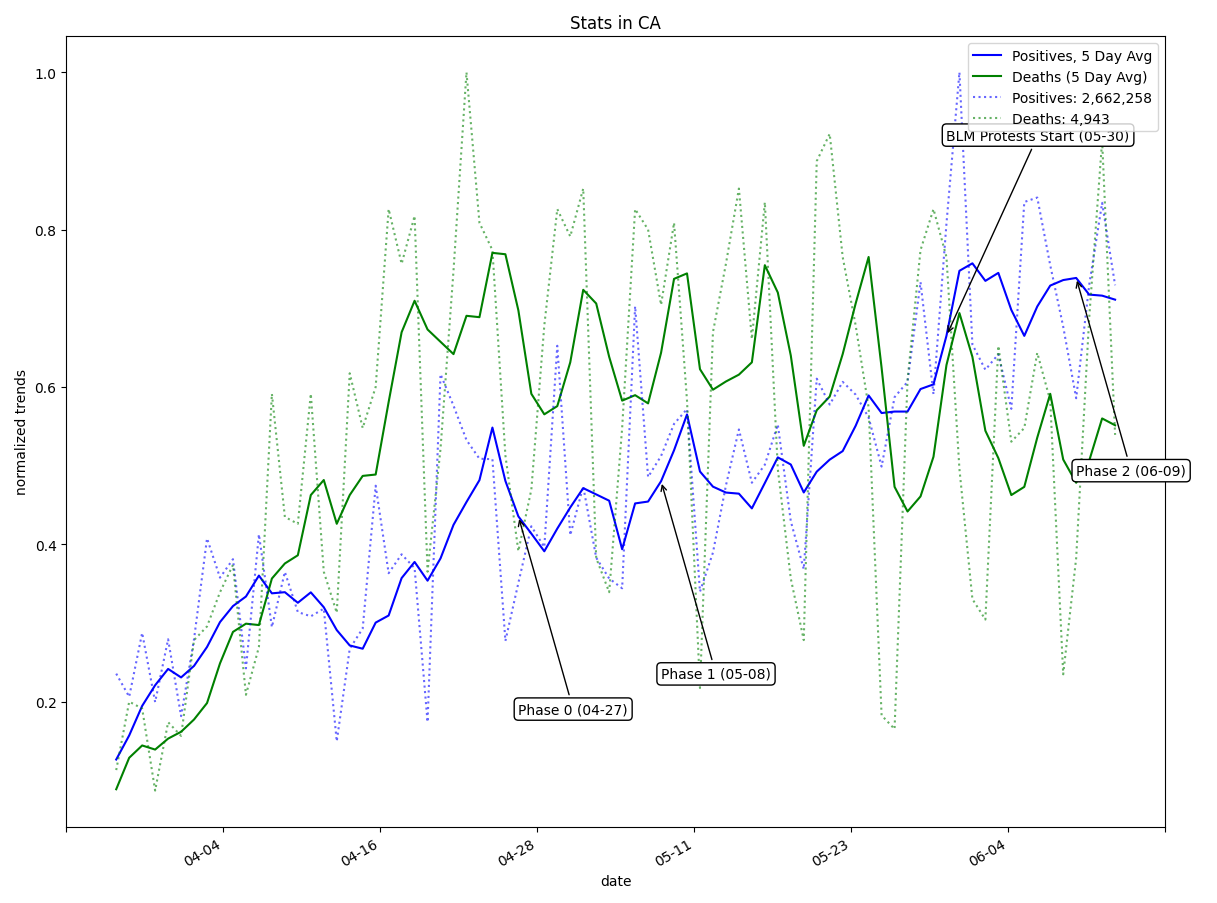 Stats in CA
Positives, 5 Day Avg
Deaths (5 Day Avg)
Positives: 2,662,258
Deaths: 4,943
BLM Protests Start (05-30)
Phase 2 (06-09)
Phase 1 (05-08)
Phase 0 (04-27)
normalized trends
1.0
0.8
0.6
0.4
0.2
04-04
04-16
04-28
05-11
05-23
06-04
date